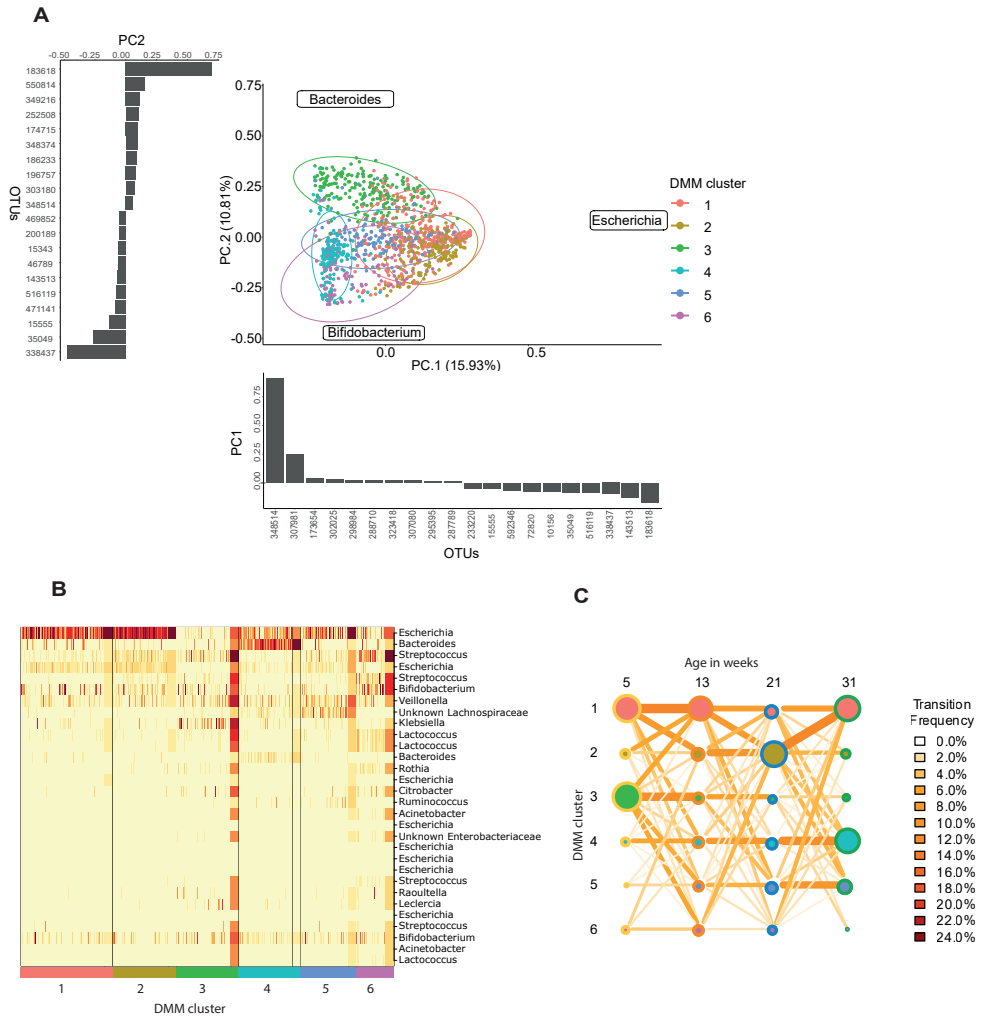 A
PC2
-0.50 -0.25 0.00 0.25 0.50 0.75
OTUs
183618
550814
349216
252508
174715
348374
186233
196757
303180
348514
469852
200189
15343
46789
143513
516119
471141
15555
35049
338437
PC.2 (10.81%)
0.75
0.50
0.25
0.00
-0.25
-0.50
Bacteroides
Escherichia
Bifidobacterium
0.0 0.5
PC.1 (15.93%)
DMM cluster
1
2
3
4
5
6
PC1
0.75
0.50
0.25
0.00
348514 307981 173654 302025 298984 288710 323418 307080 295395 287789 233220 15555 592346 72820 10156 35049 516119 338437 143513 183618
OTUs
B
Escherichia
Bacteroides
Streptococcus
Escherichia
Streptococcus
Bifidobacterium
Veillonella
Unknown Lachnospiraceae
Klebsiella
Lactococcus
Lactococcus
Bacteroides
Rothia
Escherichia
Citrobacter
Ruminococcus
Acinetobacter
Escherichia
Unknown Enterobacteriaceae
Escherichia
Escherichia
Escherichia
Streptococcus
Raoultella
Leclercia
Escherichia
Streptococcus
Bifidobacterium
Acinetobacter
Lactococcus
1 2 3 4 5 6
DMM cluster
C
Age in weeks
5 13 21 31
DMM cluster
1
2
3
4
5
6
Transition
Frequency
0.0%
2.0%
4.0%
6.0%
8.0%
10.0%
12.0%
14.0%
16.0%
18.0%
20.0%
22.0%
24.0%